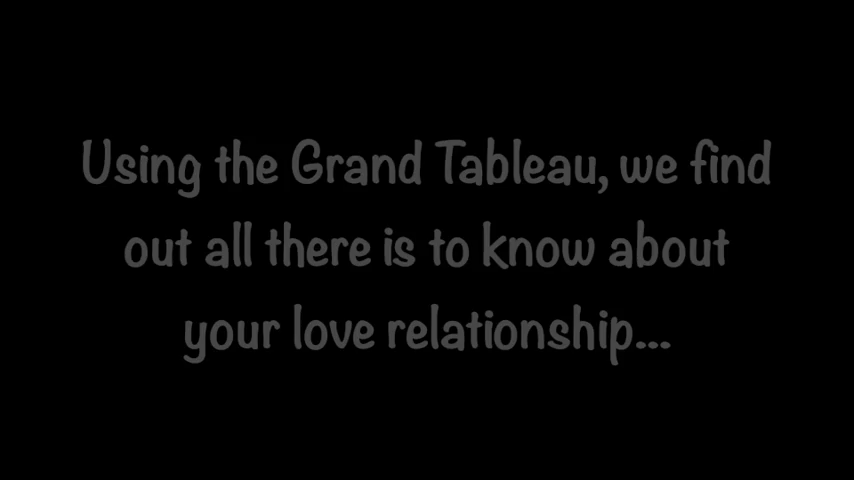 Using the Grand Tableau, we find
out all there is to know about
your love relationship...